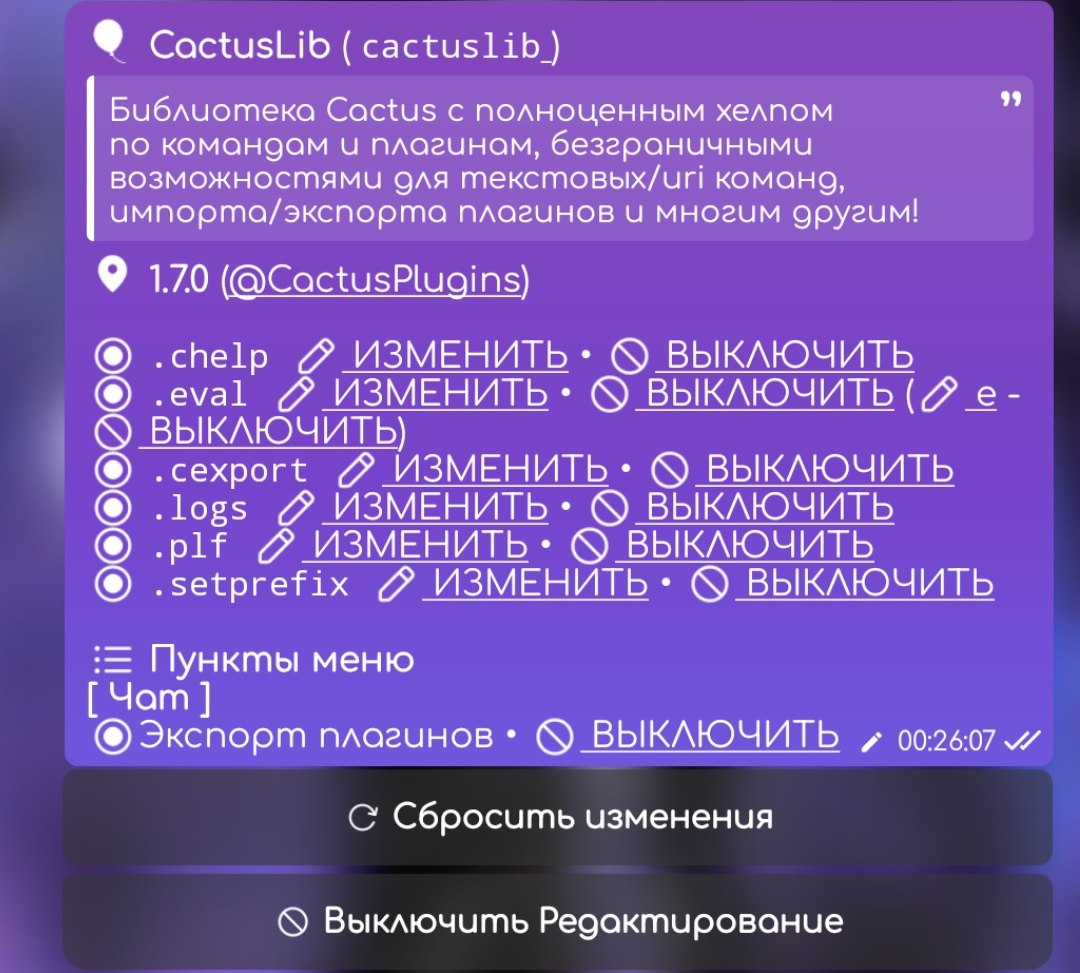 CactusLib ( cactuslib_)
Библиотека Cactus с полноценным хелпом
по командам и плагинам, безграничными
возможностями для текстовых/uri команд,
импорта/экспорта плагинов и многим другим!
1.7.0 (@CactusPlugins)
.chelp ИЗМЕНИТЬ • ВЫКЛЮЧИТЬ
.eval ИЗМЕНИТЬ • ВЫКЛЮЧИТЬ ( e -
ВЫКЛЮЧИТЬ)
.cexport ИЗМЕНИТЬ • ВЫКЛЮЧИТЬ
.logs ИЗМЕНИТЬ • ВЫКЛЮЧИТЬ
.plf ИЗМЕНИТЬ • ВЫКЛЮЧИТЬ
.setprefix ИЗМЕНИТЬ • ВЫКЛЮЧИТЬ
Пункты меню
[ Чат ]
Экспорт плагинов • ВЫКЛЮЧИТЬ 00:26:07
Сбросить изменения
Выключить Редактирование